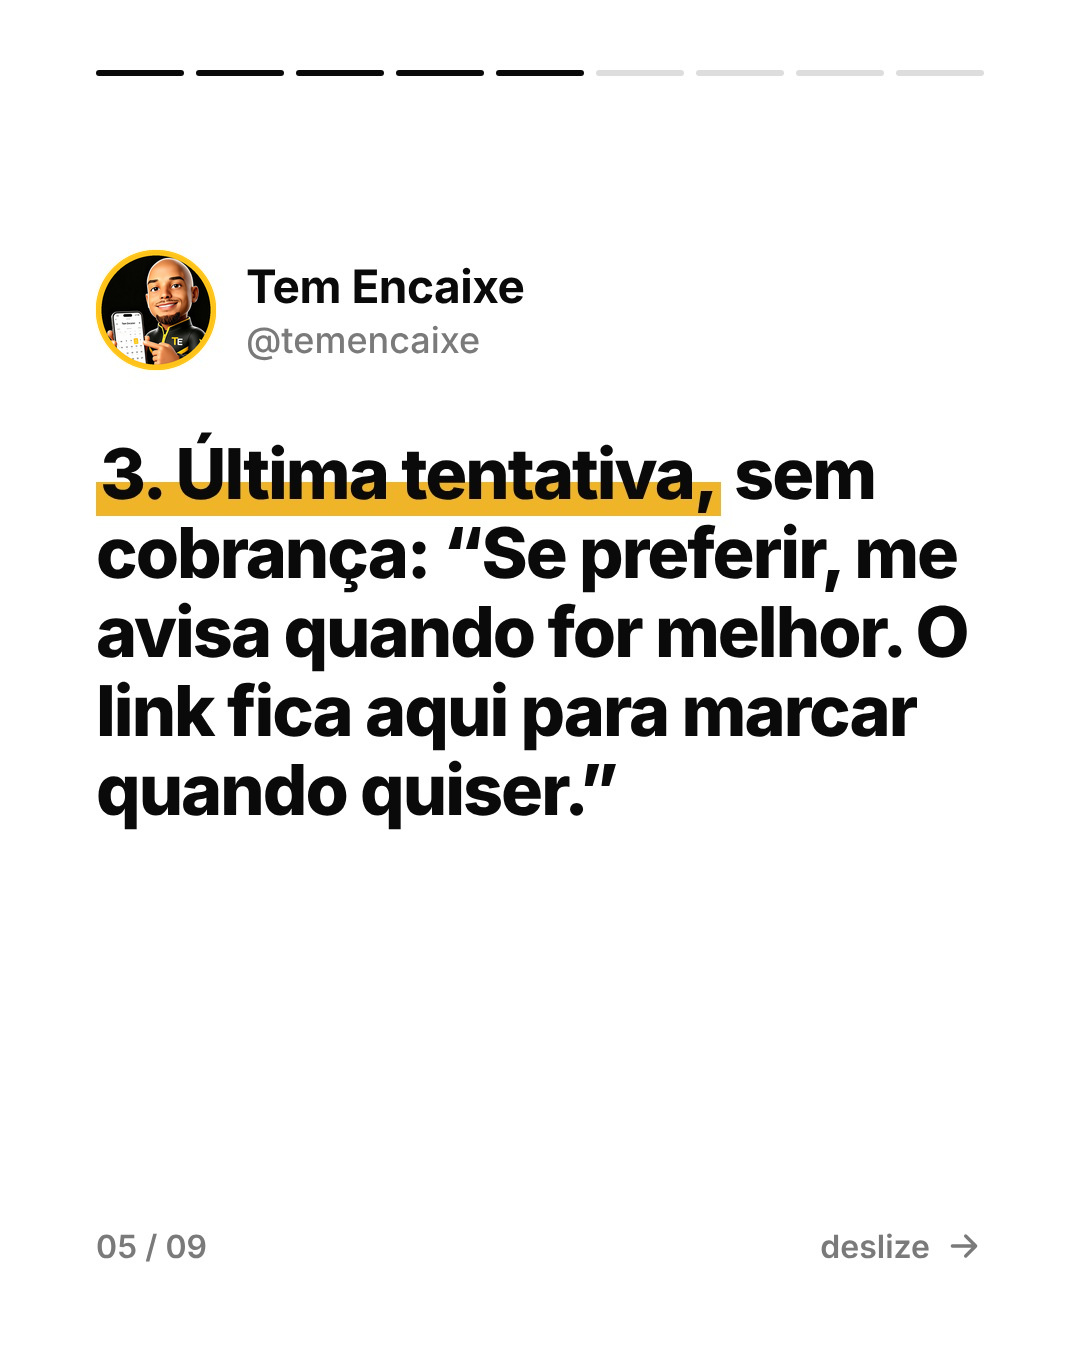 Tem Encaixe
@temencaixe
TE
3. Última tentativa, sem
cobrança: “Se preferir, me
avisa quando for melhor. O
link fica aqui para marcar
quando quiser.”
05 / 09
deslize →